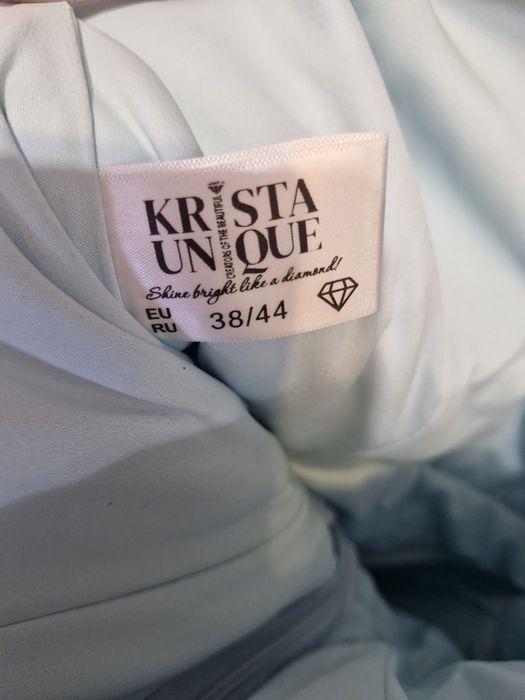 KRISTA
UNIQUE
CREATORS OF THE BEAUTIFUL
Shine bright like a diamond!
EU
RU 38/44